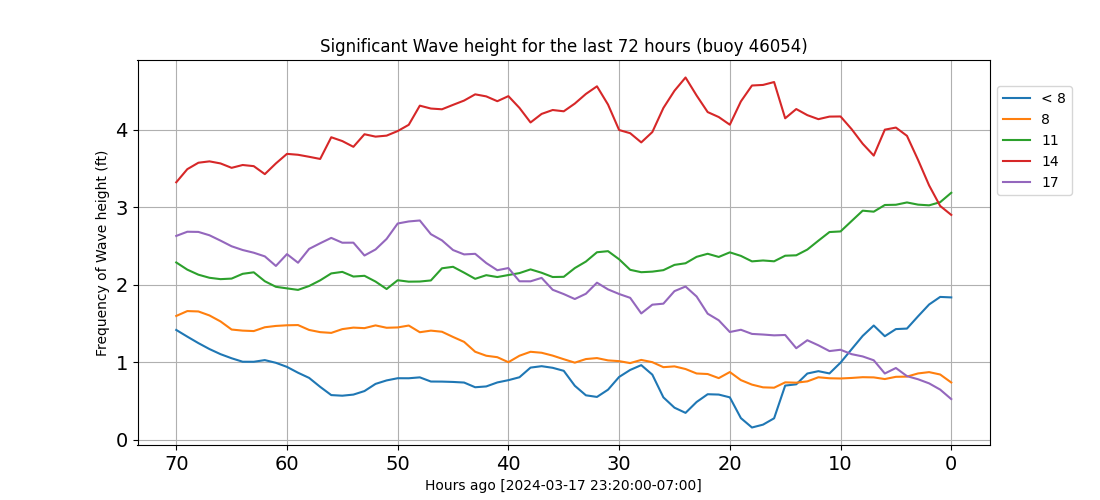 Significant Wave height for the last 72 hours (buoy 46054)
Frequency of Wave height (ft)
4
3
2
1
0
70 60 50 40 30 20 10 0
Hours ago [2024-03-17 23:20:00-07:00]
< 8
8
11
14
17